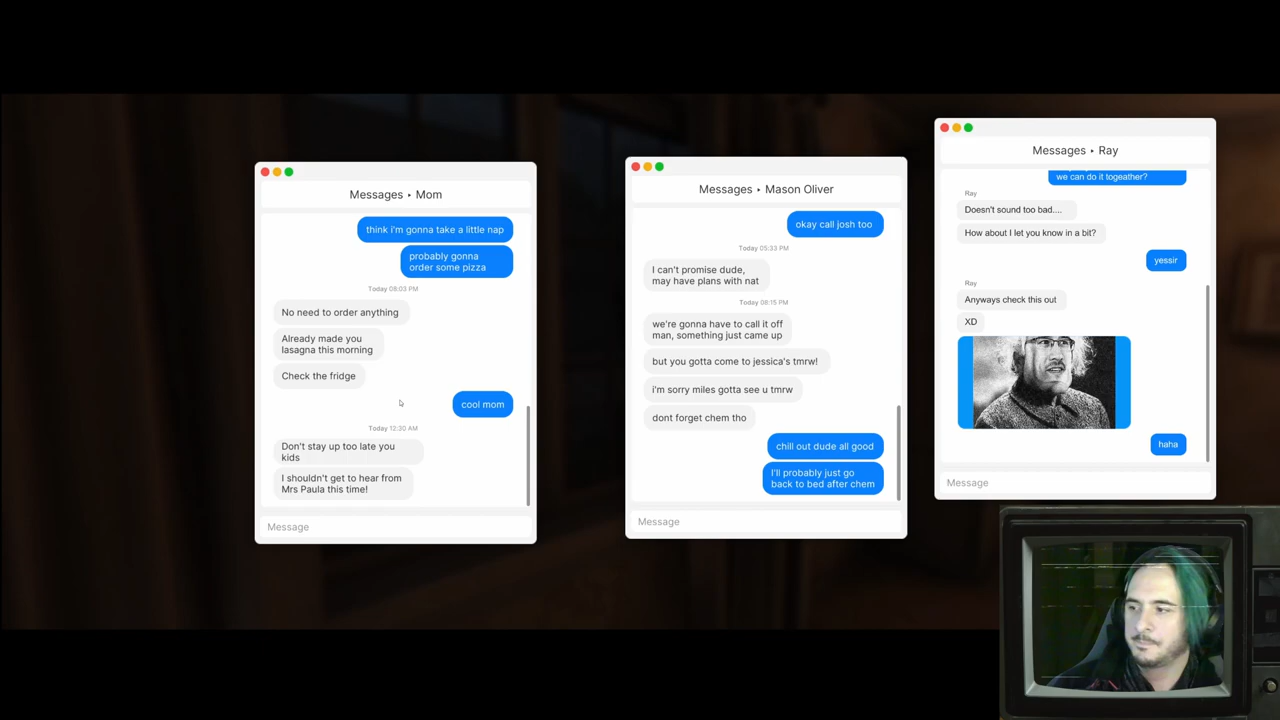 Messages ‣ Mom
think i'm gonna take a little nap
probably gonna
order some pizza
Today 08:03 PM
No need to order anything
Already made you
lasagna this morning
Check the fridge
cool mom
Today 12:30 AM
Don't stay up too late you
kids
I shouldn't get to hear from
Mrs Paula this time!
Message
Messages ‣ Mason Oliver
okay call josh too
Today 05:33 PM
I can't promise dude,
may have plans with nat
Today 08:15 PM
we're gonna have to call it off
man, something just came up
but you gotta come to jessica's tmrw!
i'm sorry miles gotta see u tmrw
dont forget chem tho
chill out dude all good
I'll probably just go
back to bed after chem
Message
Messages ‣ Ray
we can do it togeather?
Ray
Doesn't sound too bad....
How about I let you know in a bit?
yessir
Ray
Anyways check this out
XD
haha
Message